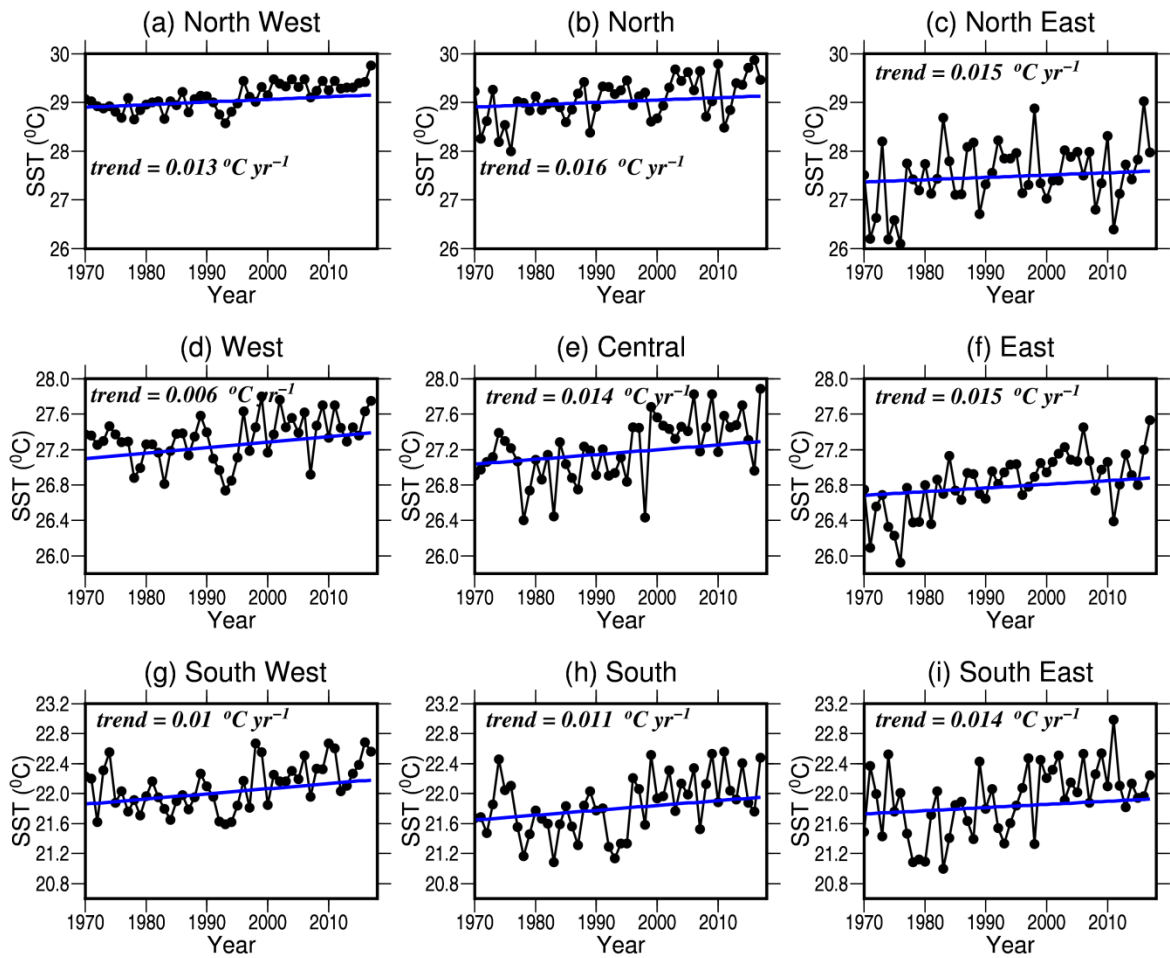 (a) North West
(b) North
(c) North East
30
29
28
27
26
SST (⁰C)
trend = 0.013 ºC yr⁻¹
1970 1980 1990 2000 2010
Year
30
29
28
27
26
SST (⁰C)
trend = 0.016 ºC yr⁻¹
1970 1980 1990 2000 2010
Year
30
29
28
27
26
SST (⁰C)
trend = 0.015 ºC yr⁻¹
1970 1980 1990 2000 2010
Year
(d) West
(e) Central
(f) East
28.0
27.6
27.2
26.8
26.4
26.0
SST (⁰C)
trend = 0.006 ºC yr⁻¹
1970 1980 1990 2000 2010
Year
28.0
27.6
27.2
26.8
26.4
26.0
SST (⁰C)
trend = 0.014 ºC yr⁻¹
1970 1980 1990 2000 2010
Year
28.0
27.6
27.2
26.8
26.4
26.0
SST (⁰C)
trend = 0.015 ºC yr⁻¹
1970 1980 1990 2000 2010
Year
(g) South West
(h) South
(i) South East
23.2
22.8
22.4
22.0
21.6
21.2
20.8
SST (⁰C)
trend = 0.01 ºC yr⁻¹
1970 1980 1990 2000 2010
Year
23.2
22.8
22.4
22.0
21.6
21.2
20.8
SST (⁰C)
trend = 0.011 ºC yr⁻¹
1970 1980 1990 2000 2010
Year
23.2
22.8
22.4
22.0
21.6
21.2
20.8
SST (⁰C)
trend = 0.014 ºC yr⁻¹
1970 1980 1990 2000 2010
Year